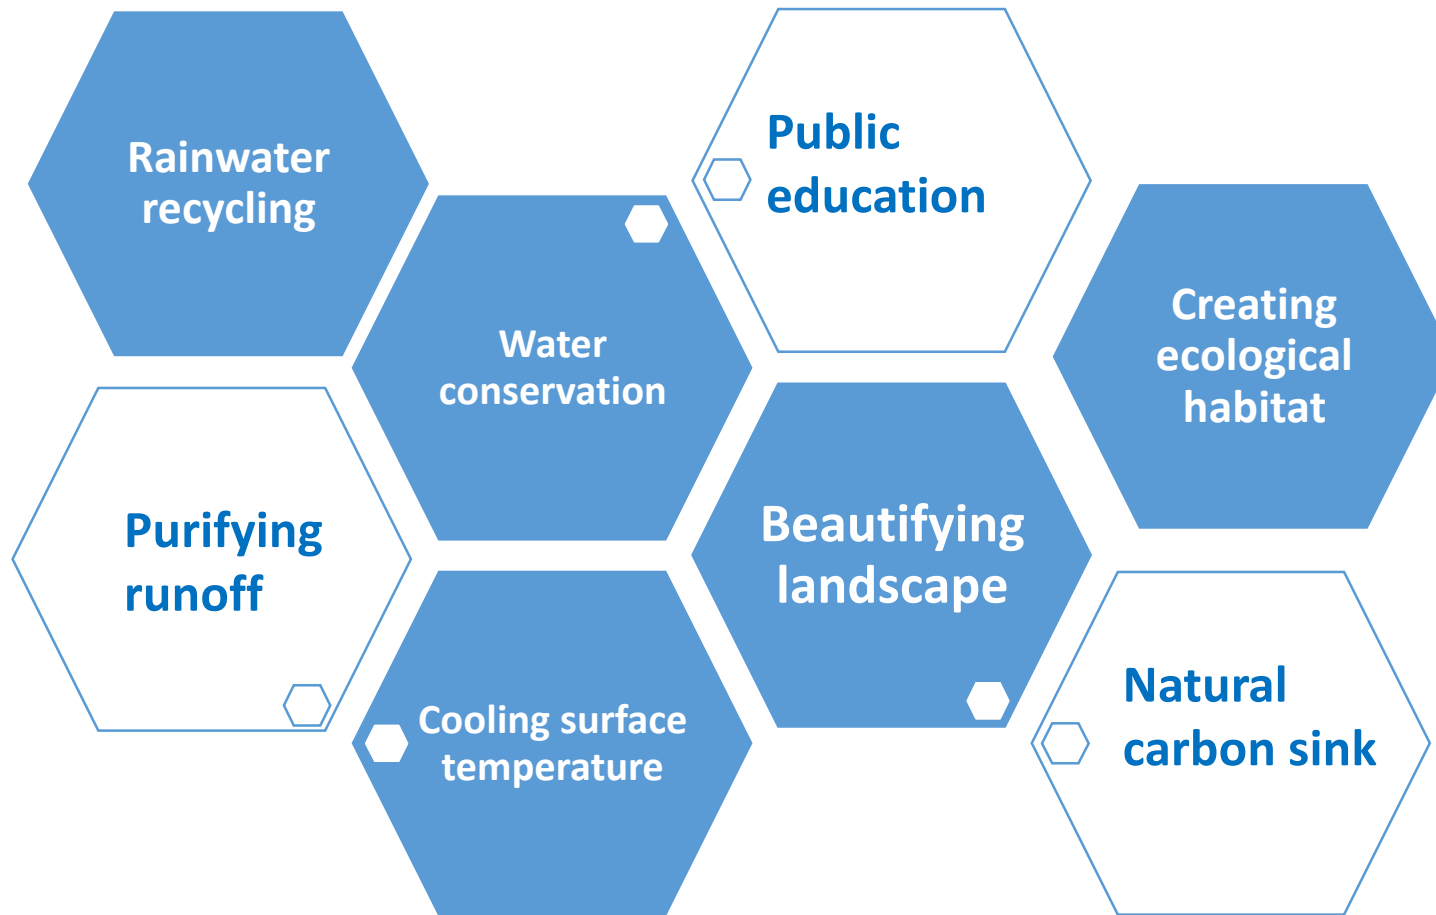 Rainwater
recycling
Public
education
Water
conservation
Creating
ecological
habitat
Purifying
runoff
Beautifying
landscape
Cooling surface
temperature
Natural
carbon sink